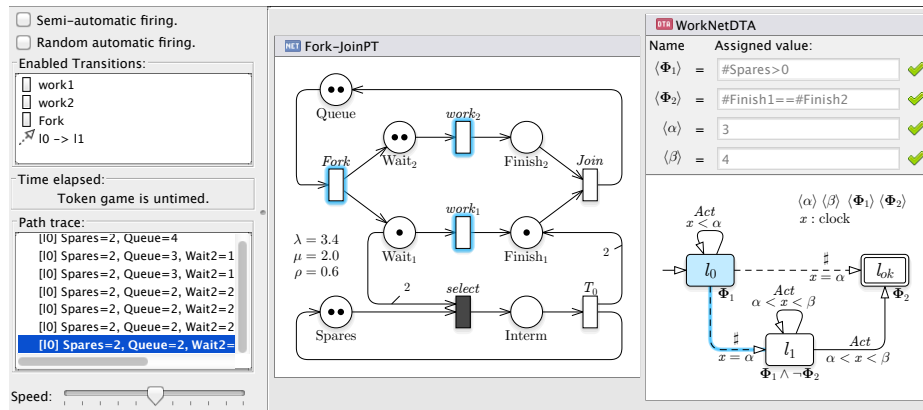 Semi-automatic firing.
Random automatic firing.
Enabled Transitions:
work1
work2
Fork
l0 -> l1
Time elapsed:
Token game is untimed.
Path trace:
[l0] Spares=2, Queue=4
[l0] Spares=2, Queue=3, Wait2=1
[l0] Spares=2, Queue=3, Wait2=1
[l0] Spares=2, Queue=2, Wait2=2
[l0] Spares=2, Queue=2, Wait2=2
[l0] Spares=2, Queue=2, Wait2=2
[l0] Spares=2, Queue=2, Wait2=
Speed:
NET Fork-JoinPT
Queue
work₂
Wait₂
Finish₂
Fork
Join
work₁
Wait₁
Finish₁
λ = 3.4
μ = 2.0
ρ = 0.6
2
2
select
T₀
Spares
Interm
DTA WorkNetDTA
Name Assigned value:
⟨Φ₁⟩ = #Spares>0
⟨Φ₂⟩ = #Finish1==#Finish2
⟨α⟩ = 3
⟨β⟩ = 4
⟨α⟩ ⟨β⟩ ⟨Φ₁⟩ ⟨Φ₂⟩
x : clock
Act
x < α
l₀
Φ₁
♯
x = α
l_ok
Φ₂
Act
α < x < β
♯
x = α
l₁
Φ₁ ∧ ¬Φ₂
Act
α < x < β